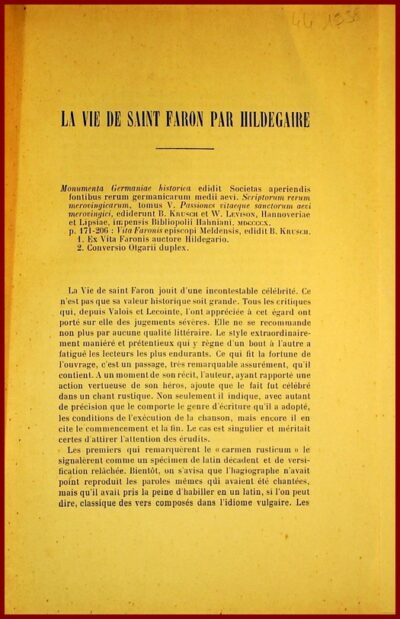 LA VIE DE SAINT FARON PAR HILDEGAIRE
Monumenta Germaniae historica edidit Societas aperiendis
fontibus rerum germanicarum medii aevi. Scriptorum rerum
merovingicarum, tomus V. Passiones vitaeque sanctorum aevi
merovingici, ediderunt B. KRUSCH et W. LEVISON, Hannoveriae
et Lipsiae, impensis Bibliopolii Hahniani, MDCCCCX.
p. 171-206 : Vita Faronis episcopi Meldensis, edidit B. KRUSCH.
1. Ex Vita Faronis auctore Hildegario.
2. Conversio Otgarii duplex.
La Vie de saint Faron jouit d'une incontestable célébrité. Ce
n'est pas que sa valeur historique soit grande. Tous les critiques
qui, depuis Valois et Lecointe, l'ont appréciée à cet égard ont
porté sur elle des jugements sévères. Elle ne se recommande
non plus par aucune qualité littéraire. Le style extraordinaire-
ment maniéré et prétentieux qui y règne d'un bout à l'autre a
fatigué les lecteurs les plus endurants. Ce qui fit la fortune de
l'ouvrage, c'est un passage, très remarquable assurément, qu'il
contient. A un moment de son récit, l'auteur, ayant rapporté une
action vertueuse de son héros, ajoute que le fait fut célébré
dans un chant rustique. Non seulement il indique, avec autant
de précision que le comporte le genre d'écriture qu'il a adopté,
les conditions de l'exécution de la chanson, mais encore il en
cite le commencement et la fin. Le cas est singulier et méritait
certes d'attirer l'attention des érudits.
Les premiers qui remarquèrent le « carmen rusticum » le
signalèrent comme un spécimen de latin décadent et de versi-
fication relâchée. Bientôt, on s'avisa que l'hagiographe n'avait
point reproduit les paroles mêmes qui avaient été chantées,
mais qu'il avait pris la peine d'habiller en un latin, si l'on peut
dire, classique des vers composés dans l'idiome vulgaire. Les